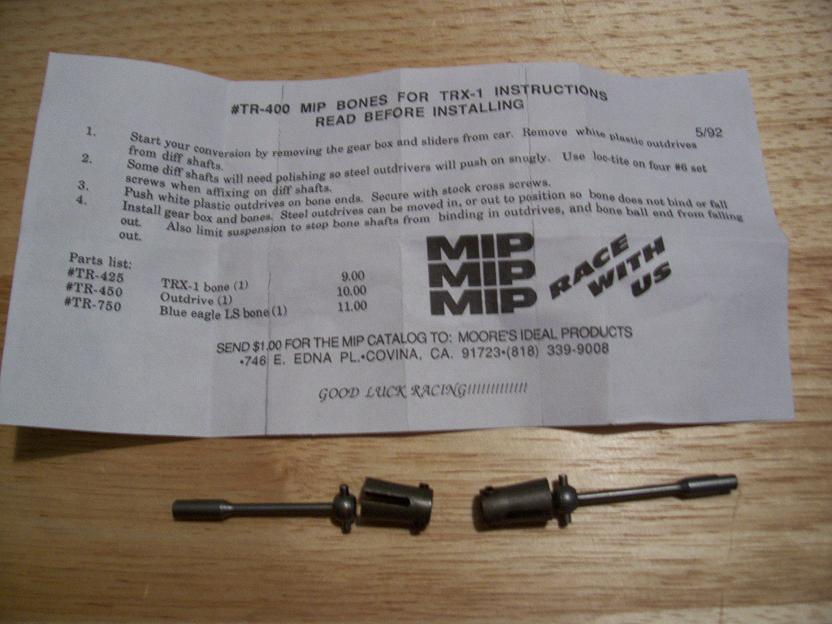 #TR-400 MIP BONES FOR TRX-1 INSTRUCTIONS
READ BEFORE INSTALLING
5/92
1. Start your conversion by removing the gear box and sliders from car. Remove white plastic outdrives
from diff shafts.
2. Some diff shafts will need polishing so steel outdrivers will push on snugly. Use loc-tite on four #6 set
screws when affixing on diff shafts.
3. Push white plastic outdrives on bone ends. Secure with stock cross screws.
4. Install gear box and bones. Steel outdrives can be moved in, or out to position so bone does not bind or fall
out. Also limit suspension to stop bone shafts from binding in outdrives, and bone ball end from falling
out.
Parts list:
#TR-425 TRX-1 bone (1) 9.00
#TR-450 Outdrive (1) 10.00
#TR-750 Blue eagle LS bone (1) 11.00
MIP
MIP
MIP
RACE
WITH
US
SEND $1.00 FOR THE MIP CATALOG TO: MOORE'S IDEAL PRODUCTS
•746 E. EDNA PL.•COVINA, CA. 91723•(818) 339-9008
GOOD LUCK RACING!!!!!!!!!!!!!